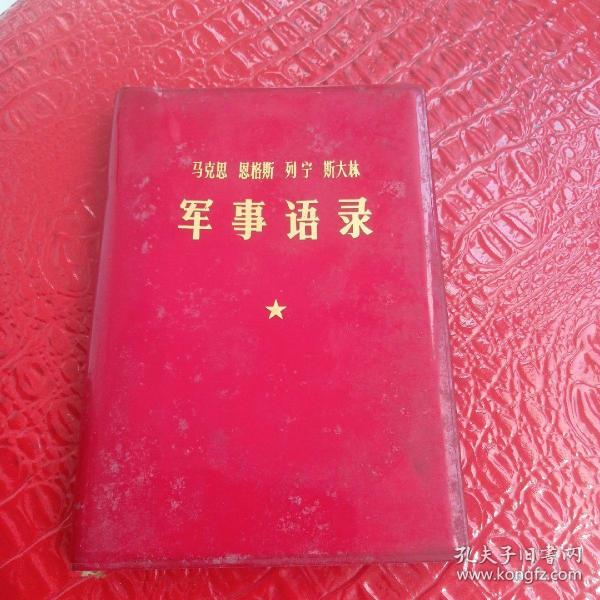 马克思 恩格斯 列宁 斯大林
军事语录
孔夫子旧书网
www.kongfz.com